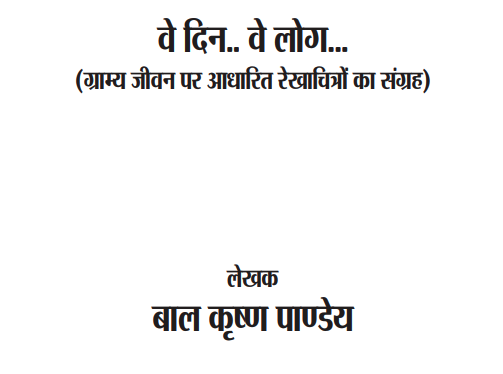 वे दिन.. वे लोग...
(ग्राम्य जीवन पर आधारित रेखाचित्रों का संग्रह)
लेखक
बाल कृष्ण पाण्डेय